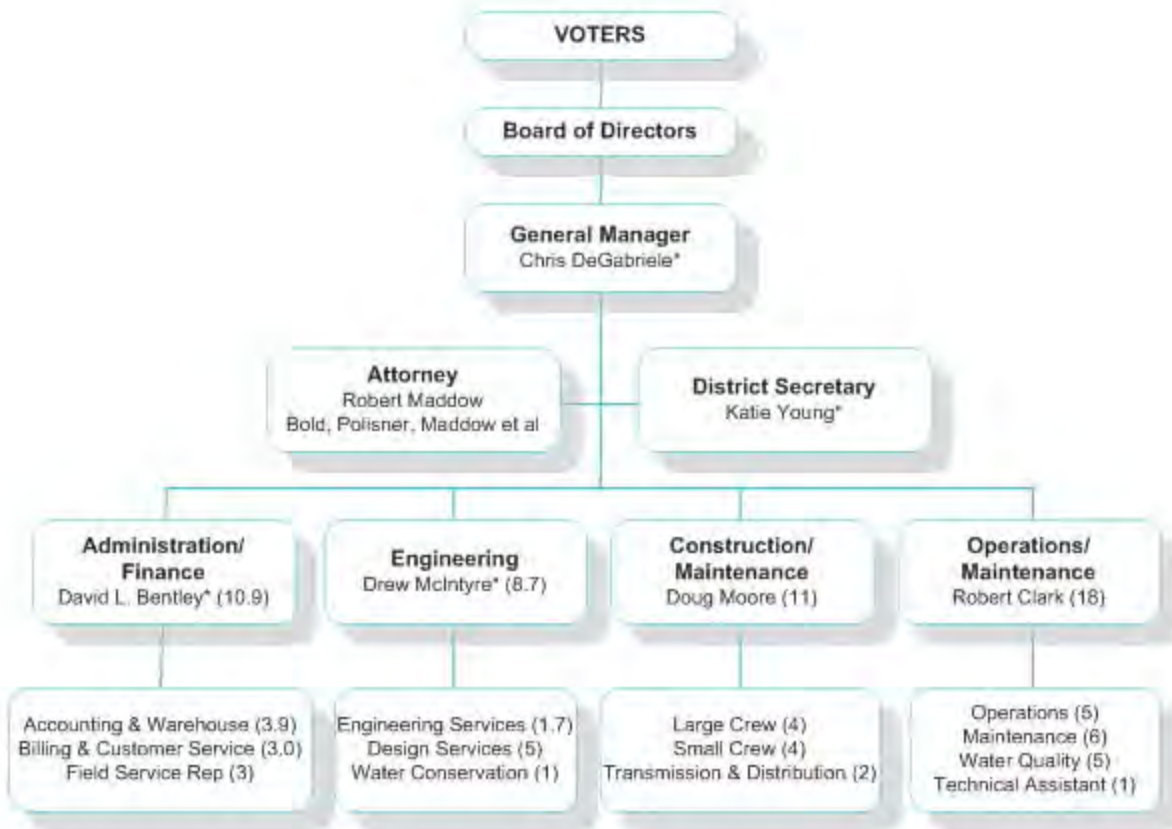 VOTERS
Board of Directors
General Manager
Chris DeGabriele*
Attorney
Robert Maddow
Bold, Polisner, Maddow et al
District Secretary
Katie Young*
Administration/
Finance
David L. Bentley* (10.9)
Engineering
Drew McIntyre* (8.7)
Construction/
Maintenance
Doug Moore (11)
Operations/
Maintenance
Robert Clark (18)
Accounting & Warehouse (3.9)
Billing & Customer Service (3.0)
Field Service Rep (3)
Engineering Services (1.7)
Design Services (5)
Water Conservation (1)
Large Crew (4)
Small Crew (4)
Transmission & Distribution (2)
Operations (5)
Maintenance (6)
Water Quality (5)
Technical Assistant (1)